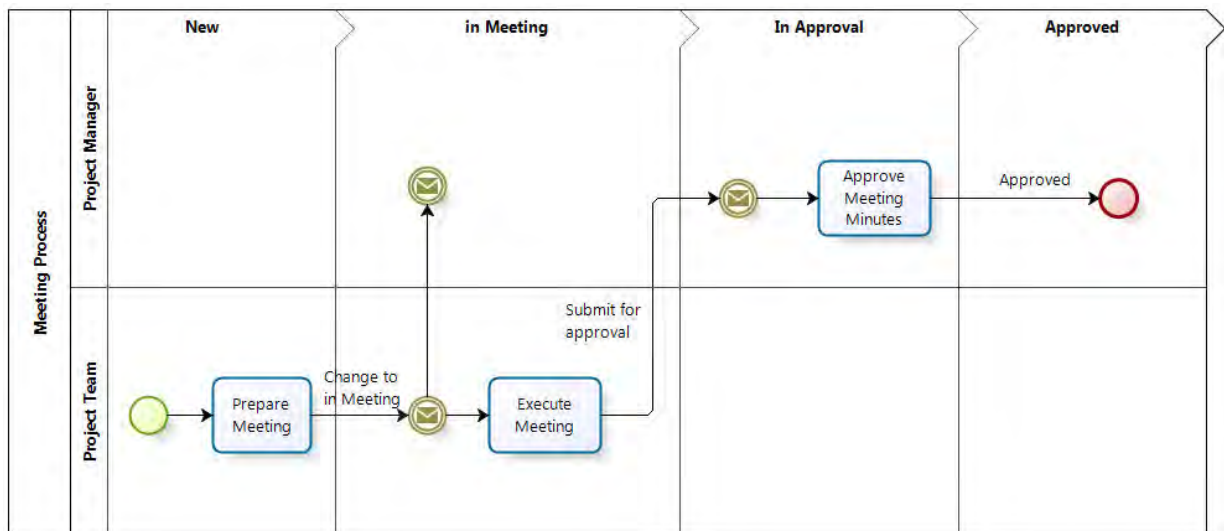 New
in Meeting
In Approval
Approved
Meeting Process
Project Manager
Approve
Meeting
Minutes
Approved
Project Team
Submit for
approval
Change to
in Meeting
Prepare
Meeting
Execute
Meeting